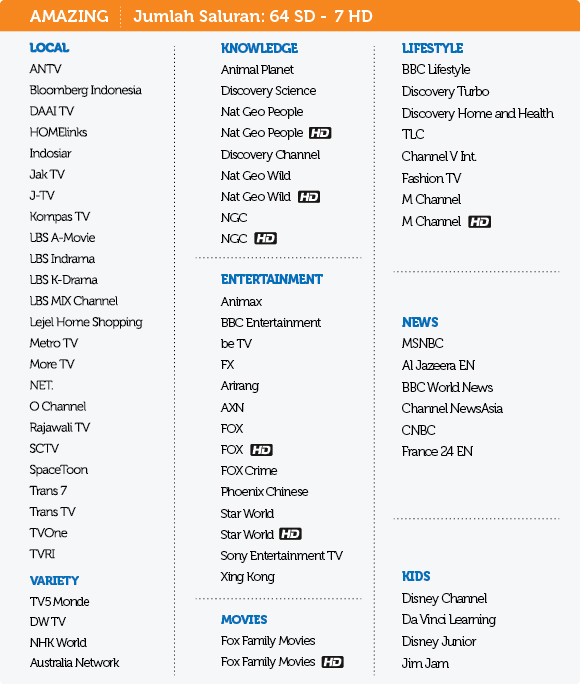 AMAZING Jumlah Saluran: 64 SD - 7 HD
LOCAL
ANTV
Bloomberg Indonesia
DAAI TV
HOMElinks
Indosiar
Jak TV
J-TV
Kompas TV
LBS A-Movie
LBS Indrama
LBS K-Drama
LBS MIX Channel
Lejel Home Shopping
Metro TV
More TV
NET.
O Channel
Rajawali TV
SCTV
SpaceToon
Trans 7
Trans TV
TVOne
TVRI
VARIETY
TV5 Monde
DW TV
NHK World
Australia Network
KNOWLEDGE
Animal Planet
Discovery Science
Nat Geo People
Nat Geo People HD
Discovery Channel
Nat Geo Wild
Nat Geo Wild HD
NGC
NGC HD
ENTERTAINMENT
Animax
BBC Entertainment
be TV
FX
Arirang
AXN
FOX
FOX HD
FOX Crime
Phoenix Chinese
Star World
Star World HD
Sony Entertainment TV
Xing Kong
MOVIES
Fox Family Movies
Fox Family Movies HD
LIFESTYLE
BBC Lifestyle
Discovery Turbo
Discovery Home and Health
TLC
Channel V Int.
Fashion TV
M Channel
M Channel HD
NEWS
MSNBC
Al Jazeera EN
BBC World News
Channel NewsAsia
CNBC
France 24 EN
KIDS
Disney Channel
Da Vinci Learning
Disney Junior
Jim Jam